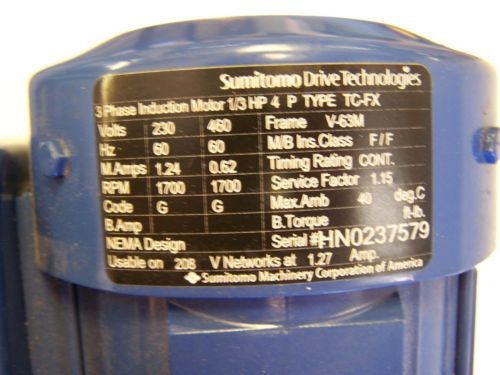 Sumitomo Drive Technologies
3 Phase Induction Motor 1/3 HP 4 P TYPE TC-FX
Volts 230 460 Frame V-63M
Hz 60 60 M/B Ins.Class F/F
M.Amps 1.24 0.62 Timing Rating CONT.
RPM 1700 1700 Service Factor 1.15
Code G G Max.Amb 40 deg.C
B.Amp B.Torque ft-lb.
NEMA Design Serial #HN0237579
Usable on 208 V Networks at 1.27 Amp.
Sumitomo Machinery Corporation of America